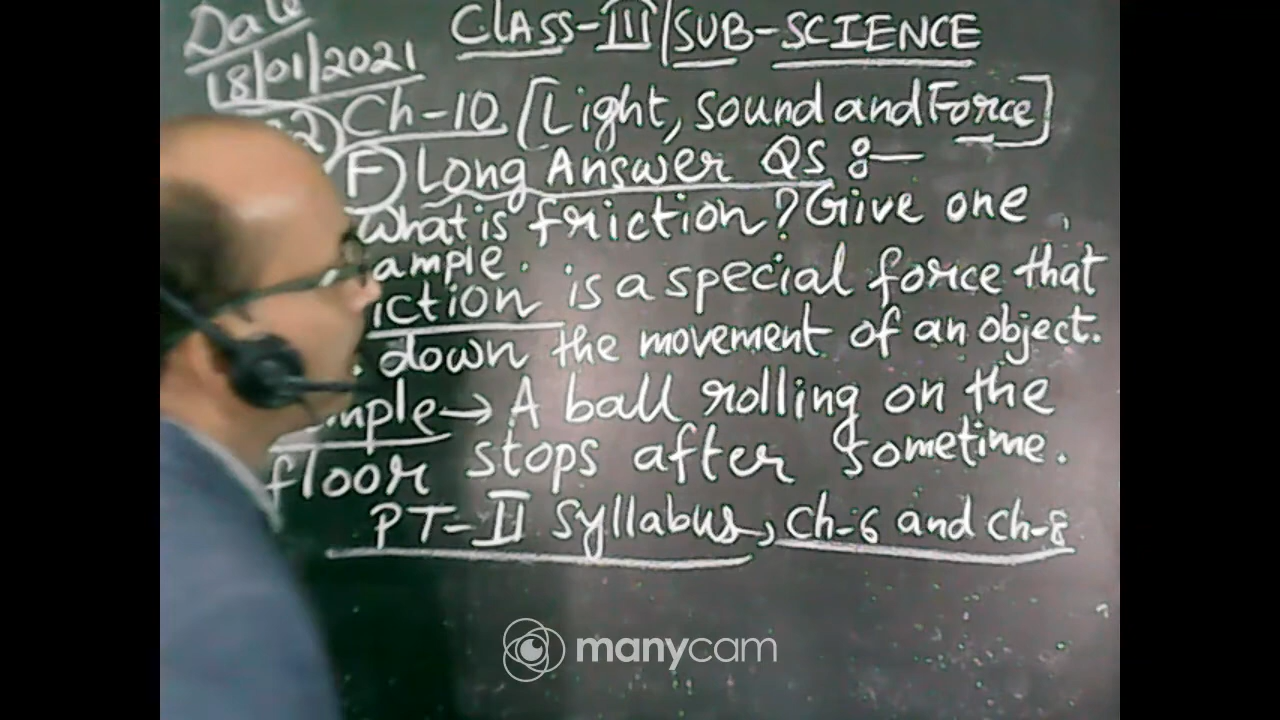 Date
18/01/2021
CLASS-III/SUB-SCIENCE
Ch-10 [Light, Sound and Force]
F) Long Answer QS :—
What is friction? Give one
ample.
iction is a special force that
down the movement of an object.
mple → A ball rolling on the
floor stops after sometime.
PT-II Syllabus, Ch-6 and Ch-8
manycam